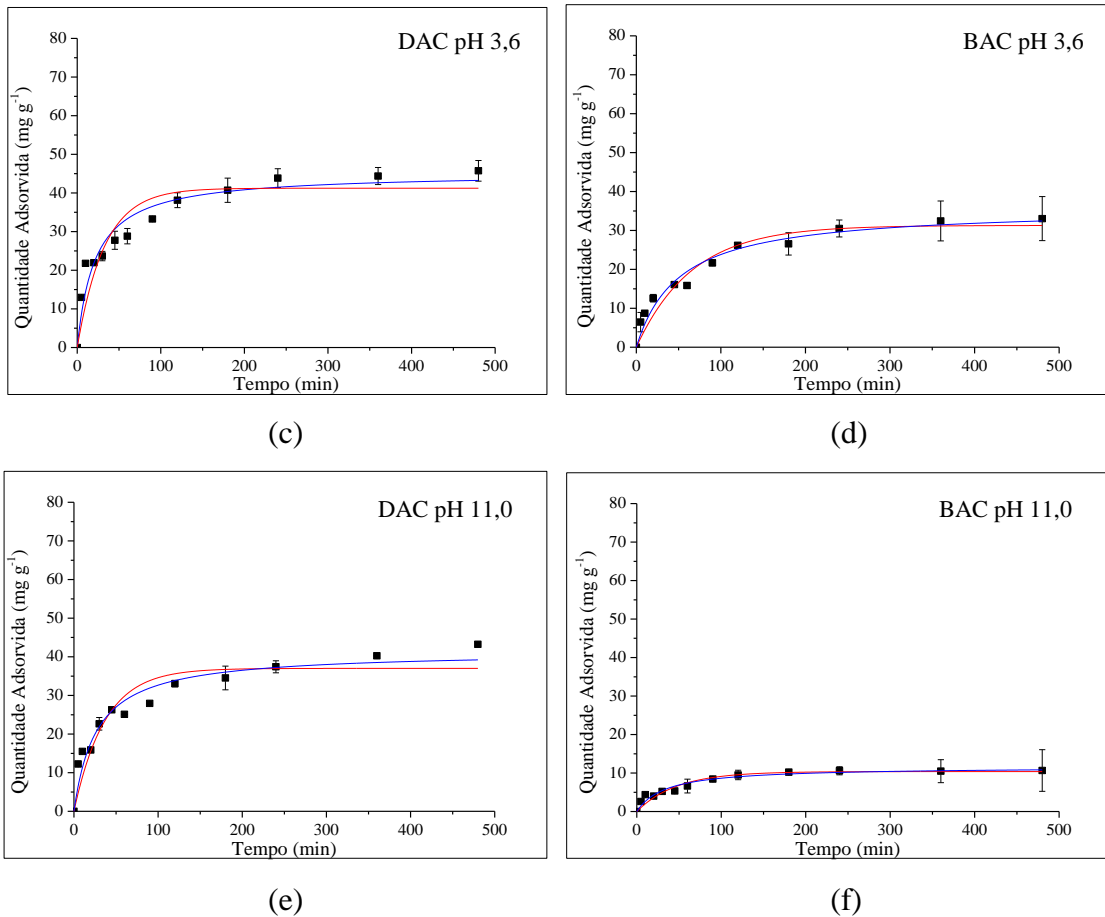 DAC pH 3,6
Quantidade Adsorvida (mg g-1)
80
70
60
50
40
30
20
10
0
0 100 200 300 400 500
Tempo (min)
(c)
BAC pH 3,6
Quantidade Adsorvida (mg g-1)
80
70
60
50
40
30
20
10
0
0 100 200 300 400 500
Tempo (min)
(d)
DAC pH 11,0
Quantidade Adsorvida (mg g-1)
80
70
60
50
40
30
20
10
0
0 100 200 300 400 500
Tempo (min)
(e)
BAC pH 11,0
Quantidade Adsorvida (mg g-1)
80
70
60
50
40
30
20
10
0
0 100 200 300 400 500
Tempo (min)
(f)